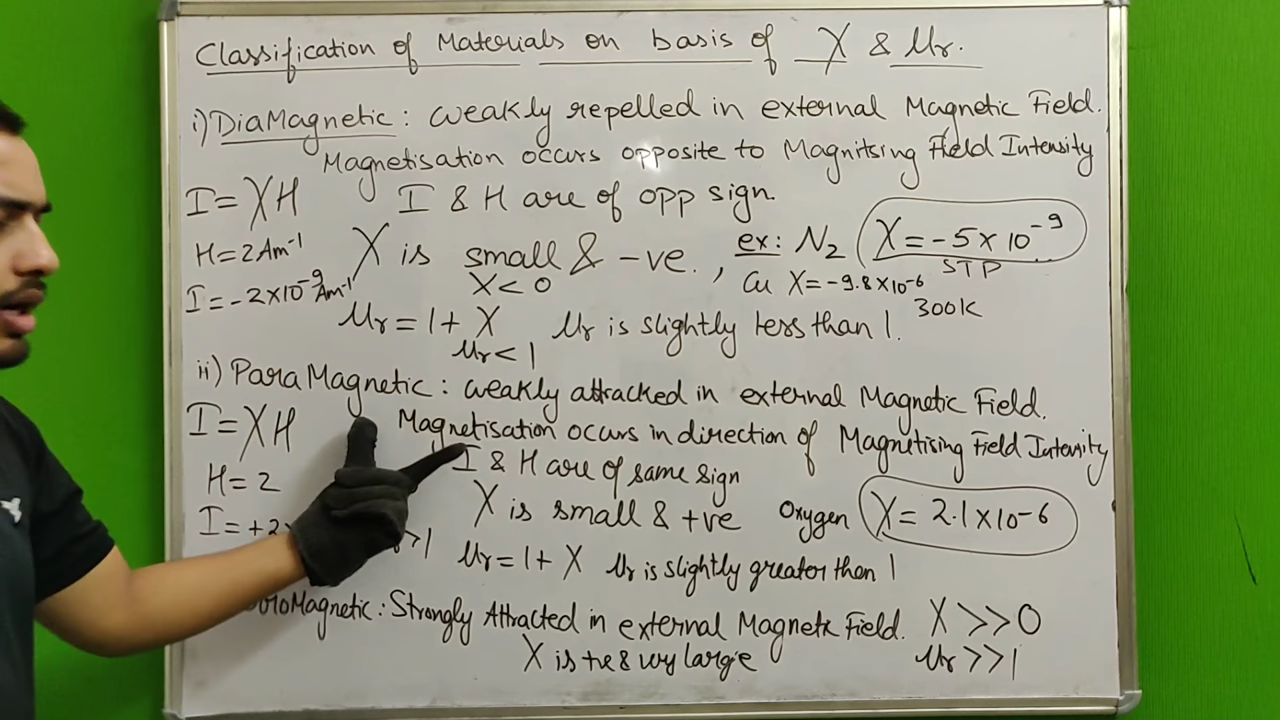 Classification of Materials on basis of χ & μr.
i) DiaMagnetic : weakly repelled in external Magnetic Field.
Magnetisation occurs opposite to Magnitsing Field Intensity
I = χH I & H are of opp sign.
H = 2Am⁻¹ χ is small & -ve. , ex: N₂ χ = -5 × 10⁻⁹
STP
I = -2×10⁻⁹Am⁻¹ χ < 0 Cu χ = -9.8×10⁻⁶
300K
μr = 1 + χ μr is slightly less than 1.
μr < 1
ii) ParaMagnetic : weakly attracted in external Magnetic Field.
I = χH Magnetisation occurs in direction of Magnetising Field Intensity
H = 2 I & H are of same sign
I = +2 χ is small & +ve Oxygen χ = 2.1×10-6
>1 μr = 1 + χ μr is slightly greater then 1
Magnetic : Strongly Attracted in external Magnetic Field. χ >> 0
χ is +ve & very large μr >> 1